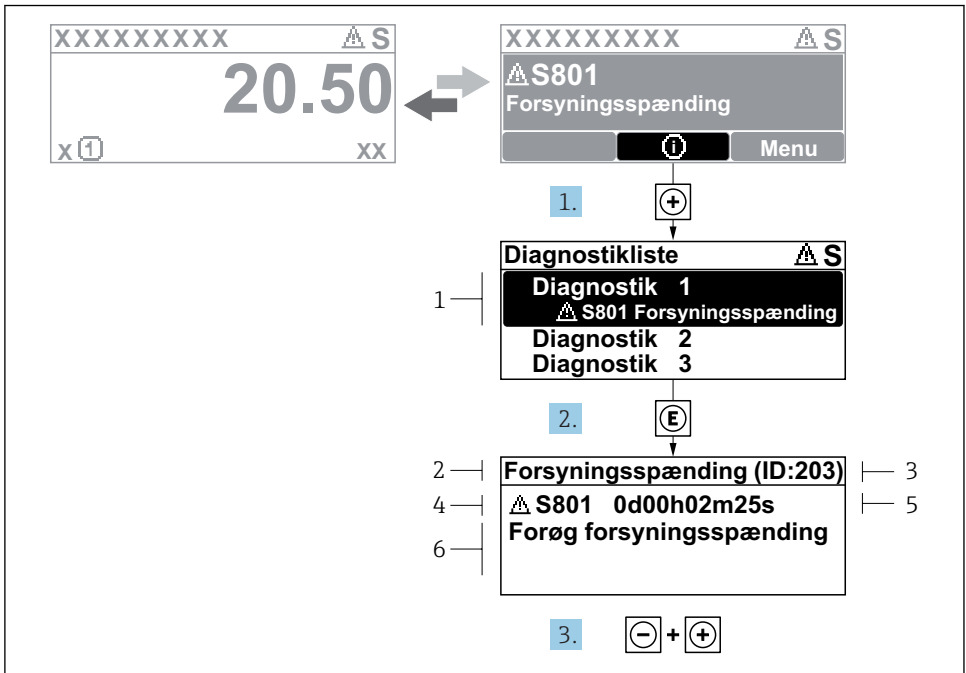 XXXXXXXXX ⚠ S
20.50
x 1 xx
XXXXXXXXX ⚠ S
⚠ S801
Forsyningsspænding
i Menu
1. +
Diagnostikliste ⚠ S
1
Diagnostik 1
⚠ S801 Forsyningsspænding
Diagnostik 2
Diagnostik 3
2. E
2 Forsyningsspænding (ID:203) 3
4 ⚠ S801 0d00h02m25s 5
6 Forøg forsyningsspænding
3. - + +